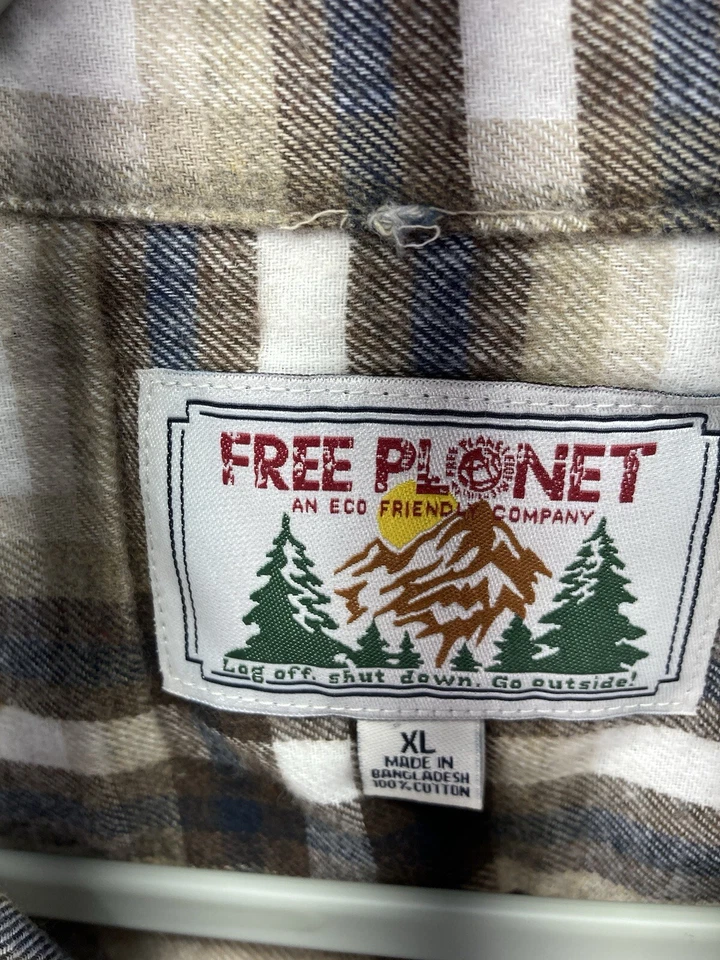 FREE PLANET
AN ECO FRIENDLY COMPANY
Log off. shut down. Go outside!
XL
MADE IN
BANGLADESH
100% COTTON